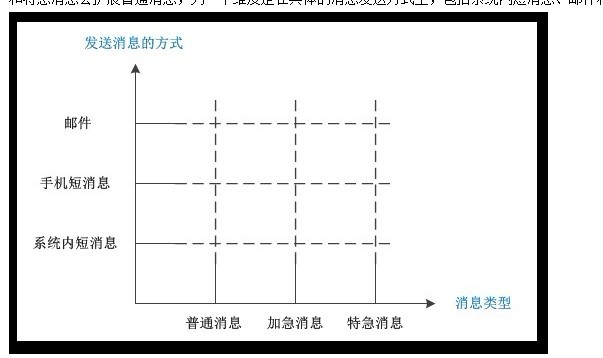 发送消息的方式
邮件
手机短消息
系统内短消息
消息类型
普通消息 加急消息 特急消息